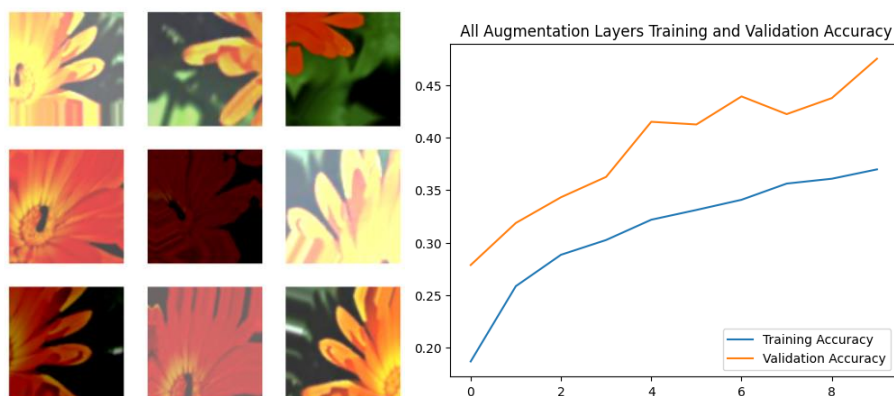 All Augmentation Layers Training and Validation Accuracy
0.45
0.40
0.35
0.30
0.25
0.20
Training Accuracy
Validation Accuracy
0 2 4 6 8